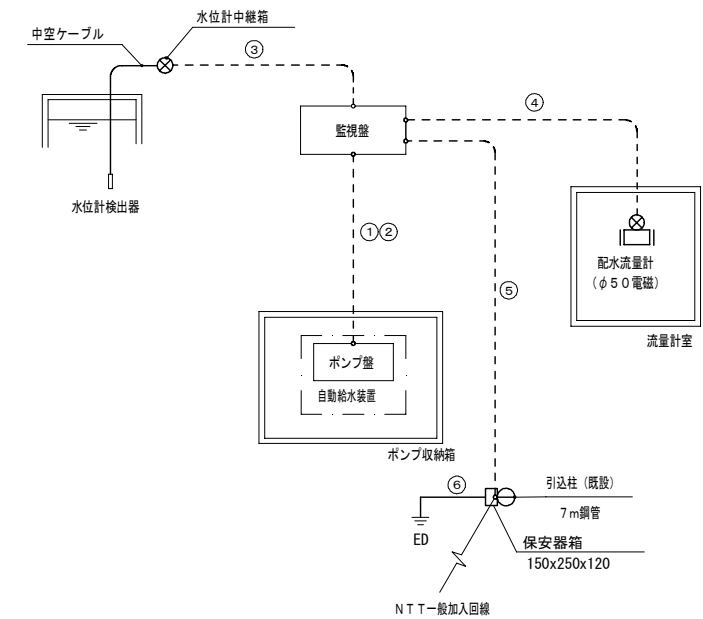 水位計中継箱
中空ケーブル
③
④
監視盤
水位計検出器
①②
配水流量計
（φ５０電磁）
⑤
流量計室
ポンプ盤
自動給水装置
ポンプ収納箱
⑥
引込柱（既設）
７ｍ鋼管
ED
保安器箱
150x250x120
ＮＴＴ一般加入回線